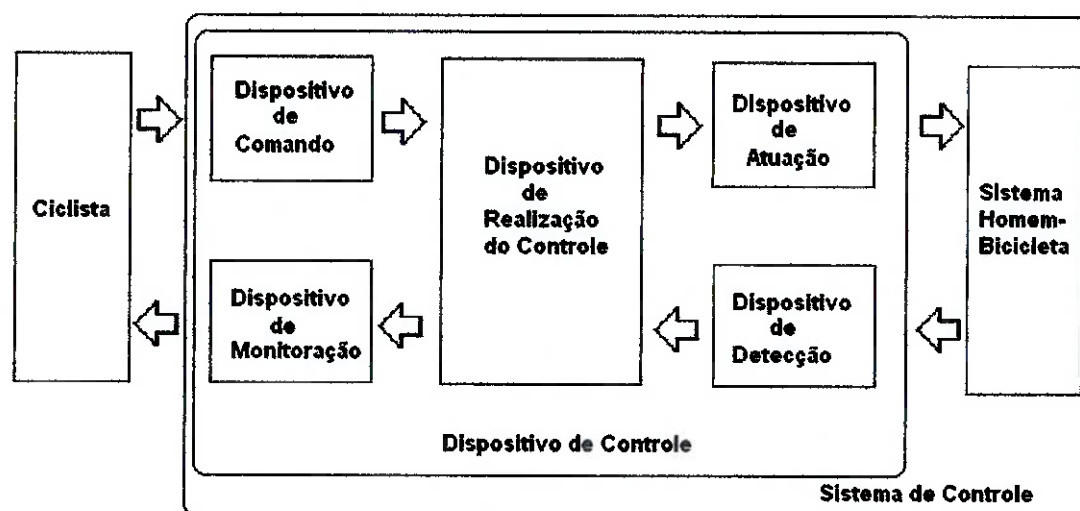 Ciclista
Dispositivo
de
Comando
Dispositivo
de
Monitoração
Dispositivo
de
Realização
do Controle
Dispositivo
de
Atuação
Dispositivo
de
Detecção
Sistema
Homem-
Bicicleta
Dispositivo de Controle
Sistema de Controle